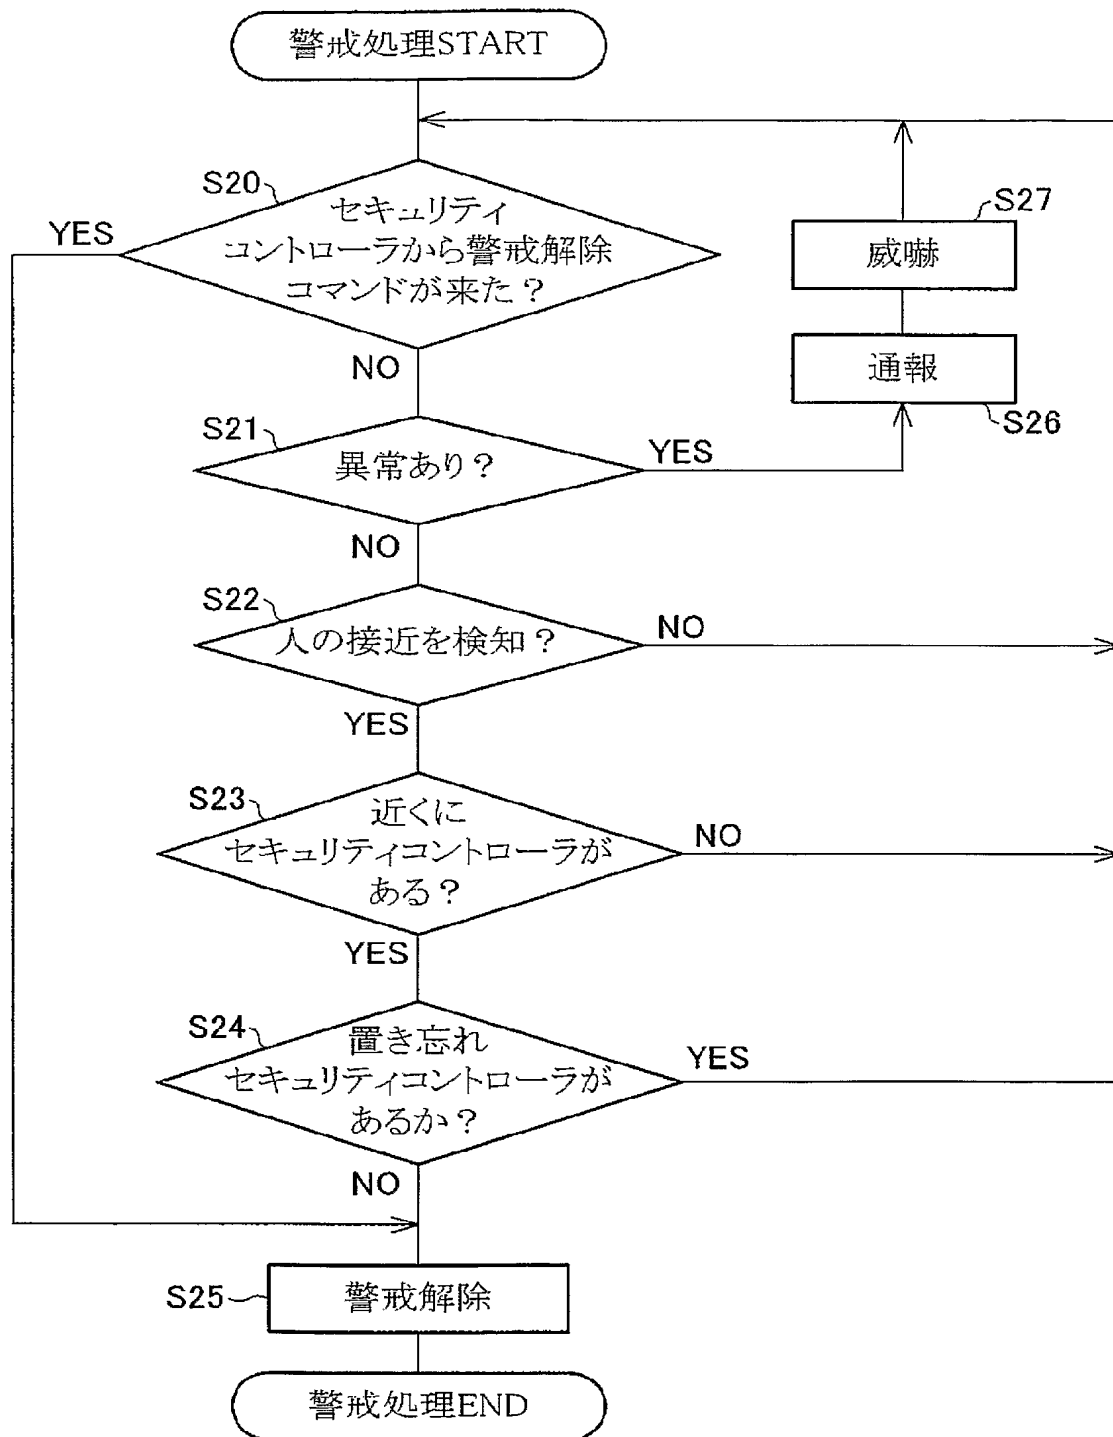 警戒処理START
S20
セキュリティ
コントローラから警戒解除
コマンドが来た？
YES
NO
S27
威嚇
通報
S26
S21
異常あり？
YES
NO
S22
人の接近を検知？
NO
YES
S23
近くに
セキュリティコントローラが
ある？
NO
YES
S24
置き忘れ
セキュリティコントローラが
あるか？
YES
NO
S25
警戒解除
警戒処理END